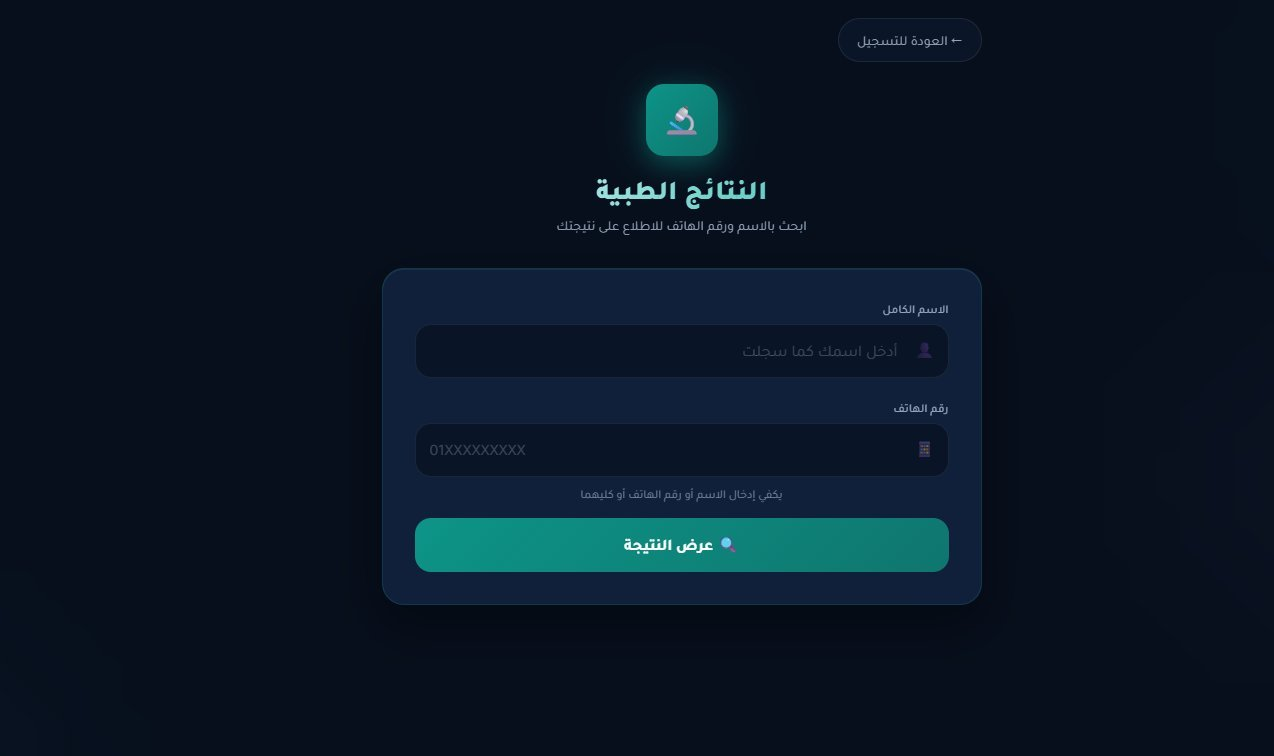 ← العودة للتسجيل
النتائج الطبية
ابحث بالاسم ورقم الهاتف للاطلاع على نتيجتك
الاسم الكامل
أدخل اسمك كما سجلت
رقم الهاتف
01XXXXXXXXX
يكفي إدخال الاسم أو رقم الهاتف أو كليهما
عرض النتيجة